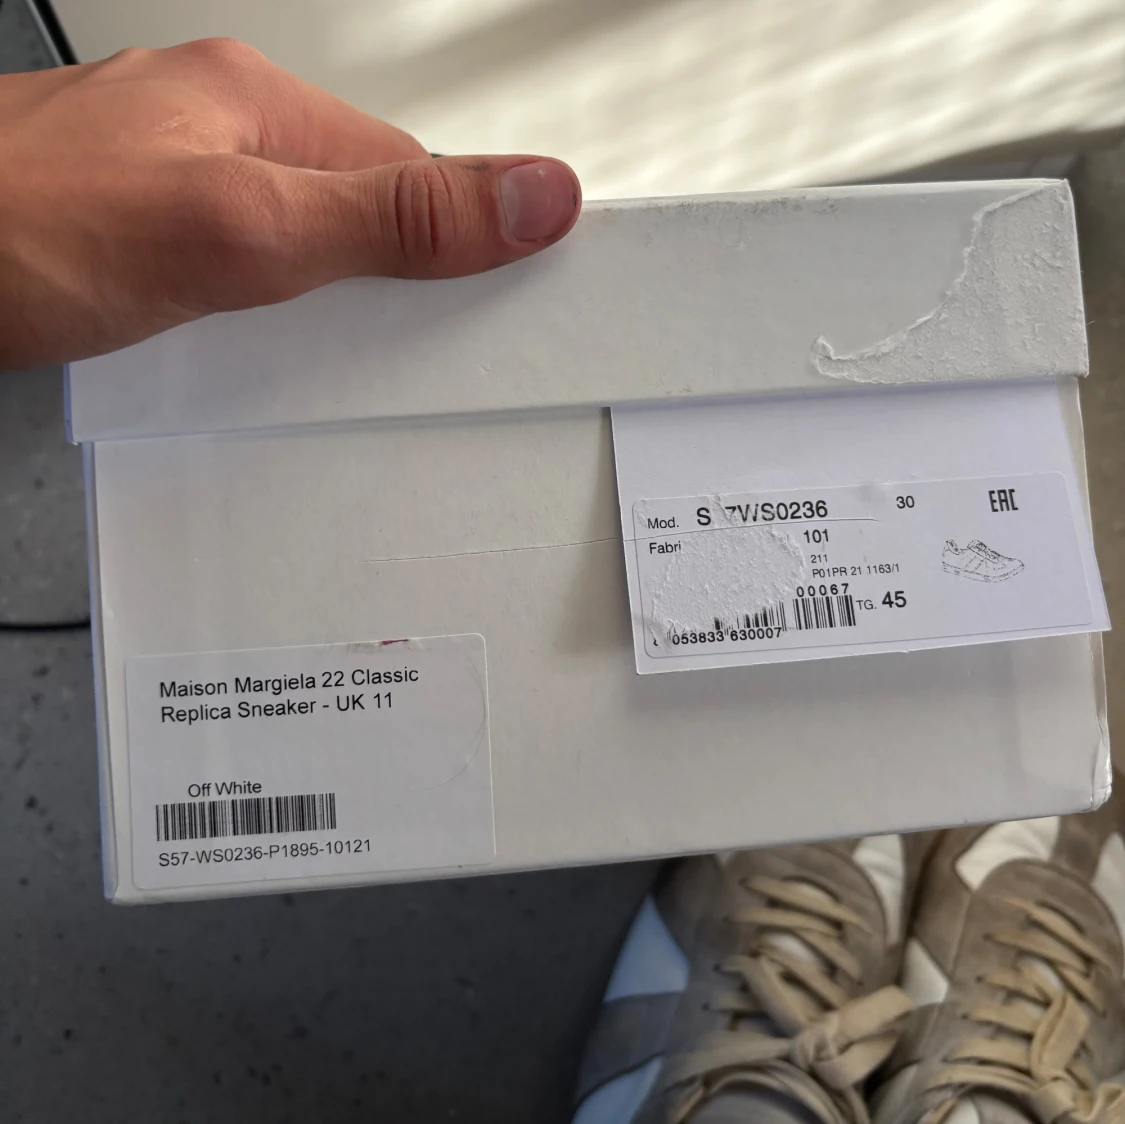 Mod. S 7WS0236 30 EAC
Fabri 101
211
P01PR 21 1163/1
00067
TG. 45
053833 630007
Maison Margiela 22 Classic
Replica Sneaker - UK 11
Off White
S57-WS0236-P1895-10121